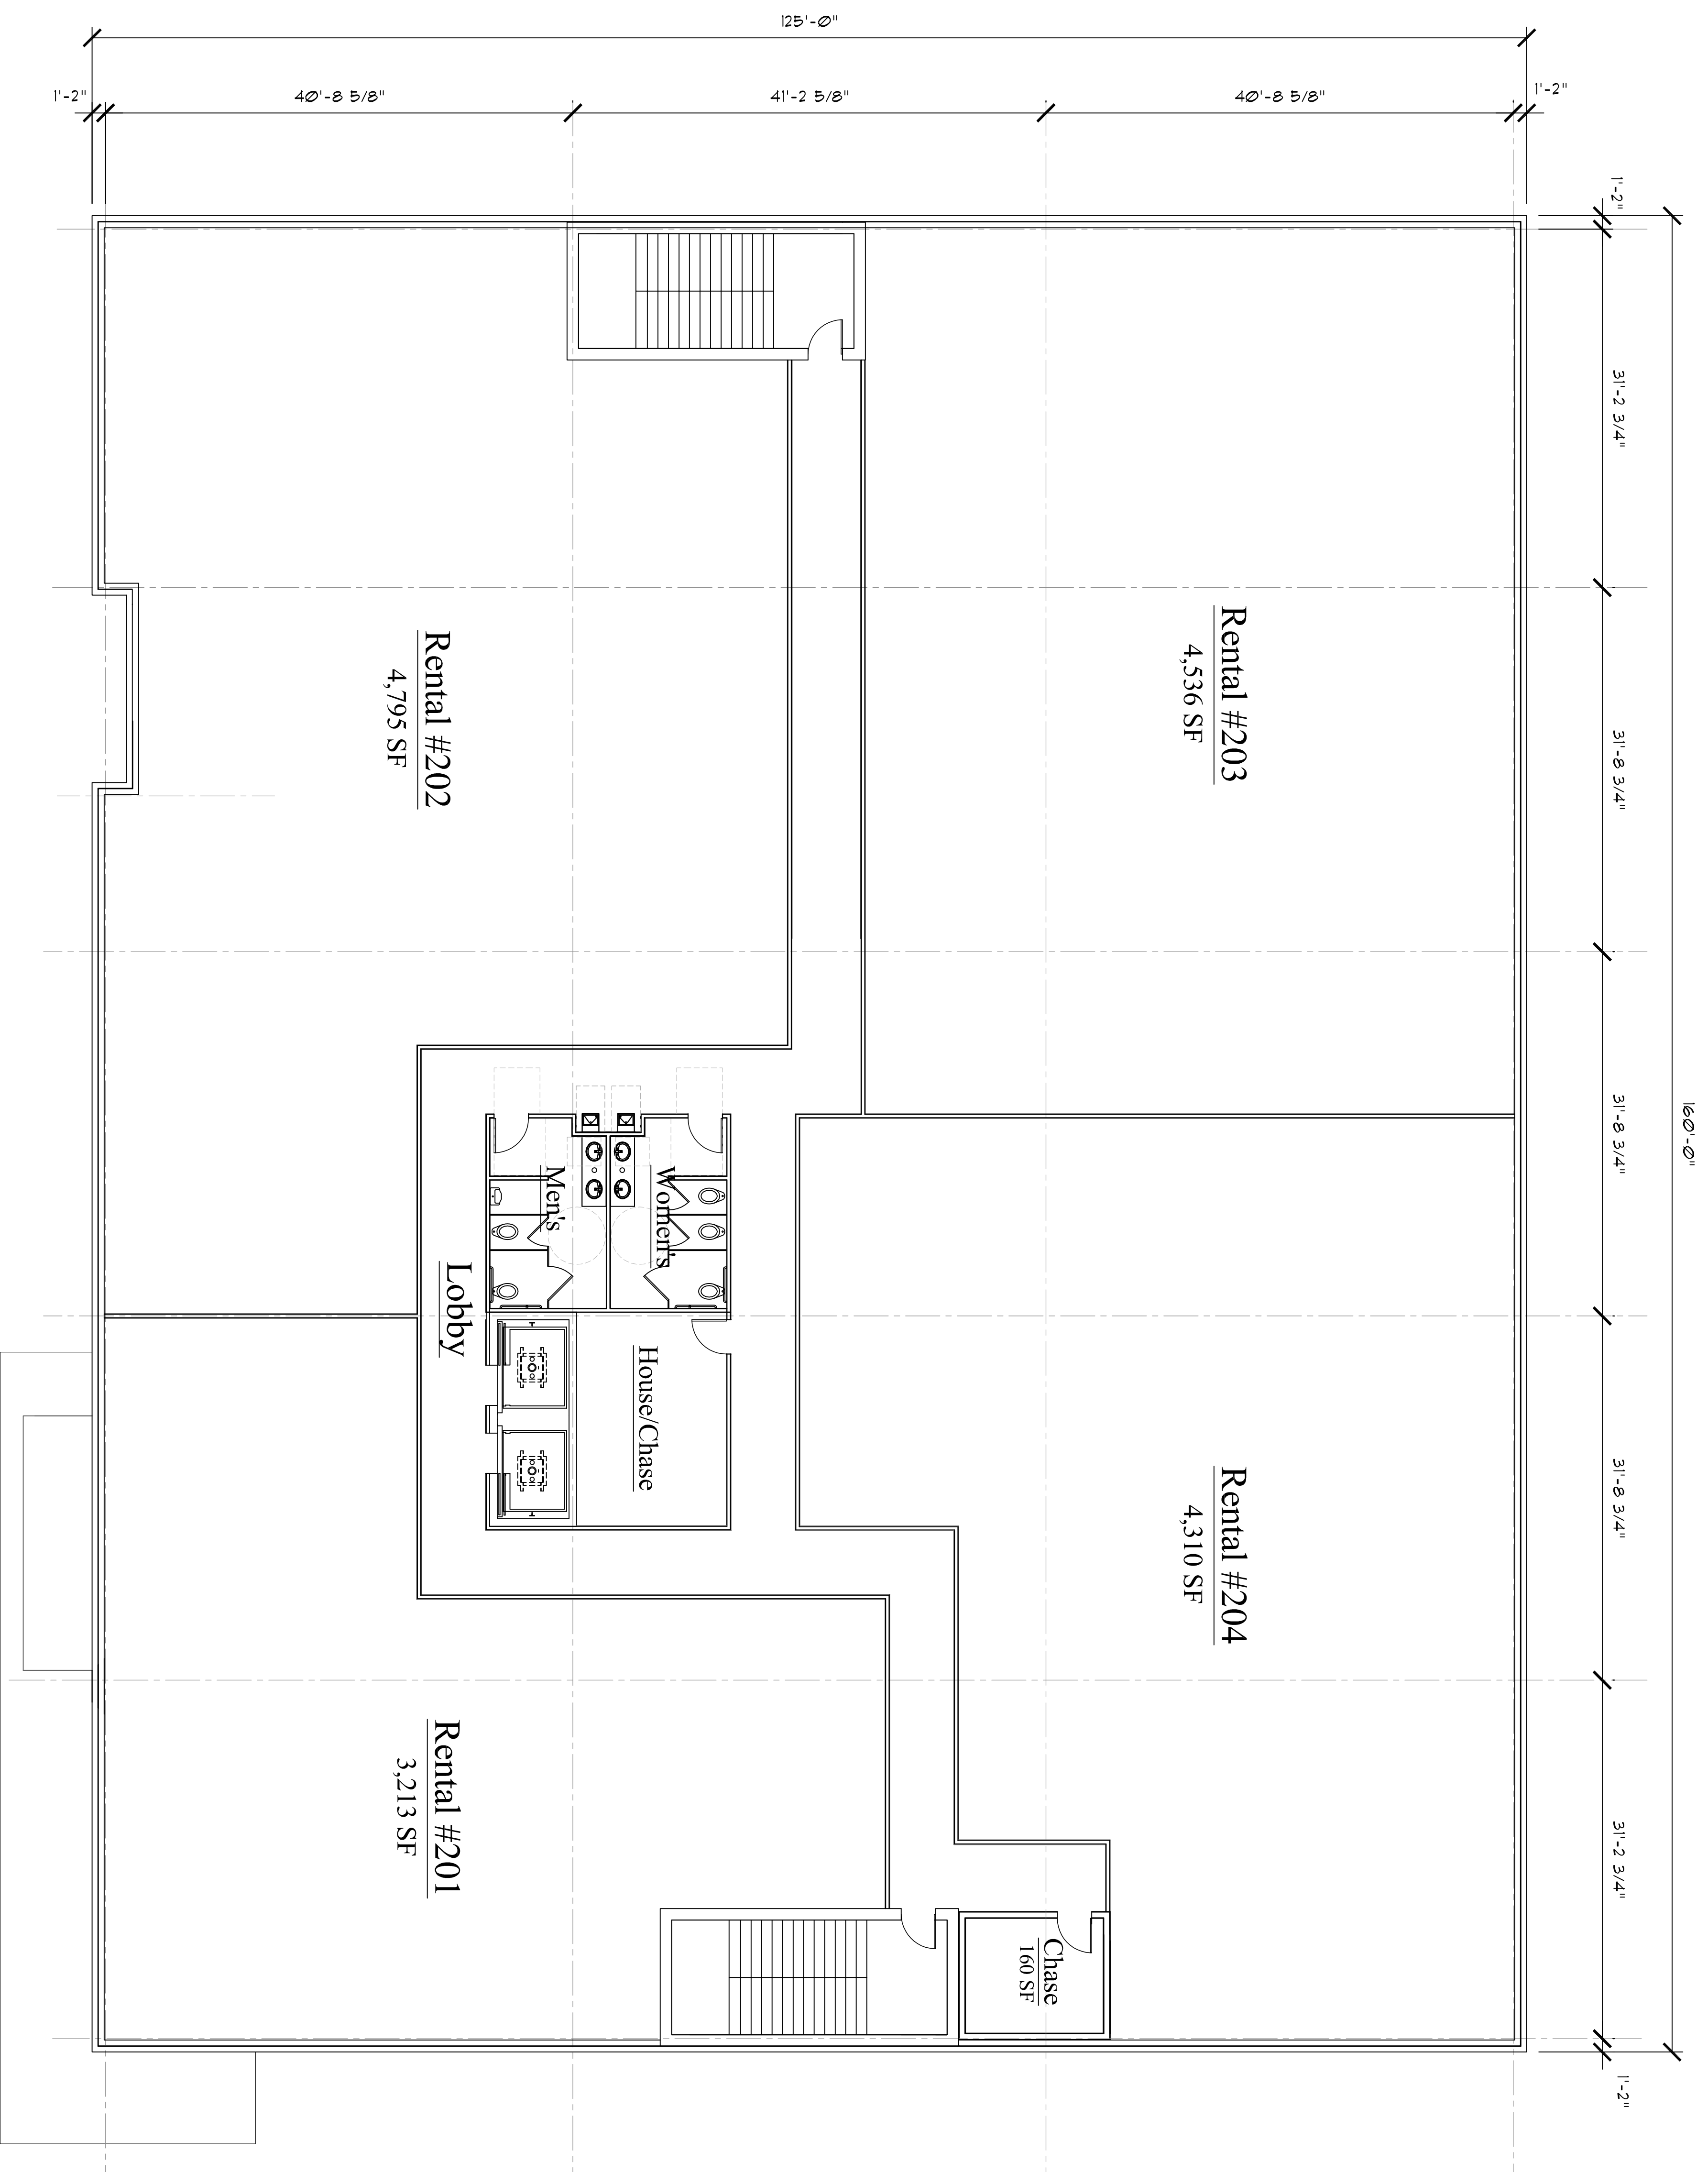 125'-0"
1'-2"
40'-8 5/8"
41'-2 5/8"
40'-8 5/8"
1'-2"
1'-2"
31'-2 3/4"
31'-8 3/4"
31'-8 3/4"
31'-8 3/4"
31'-2 3/4"
1'-2"
160'-0"
Rental #203
4,536 SF
Rental #204
4,310 SF
Rental #202
4,795 SF
Women's
Men's
House/Chase
Lobby
Chase
160 SF
Rental #201
3,213 SF